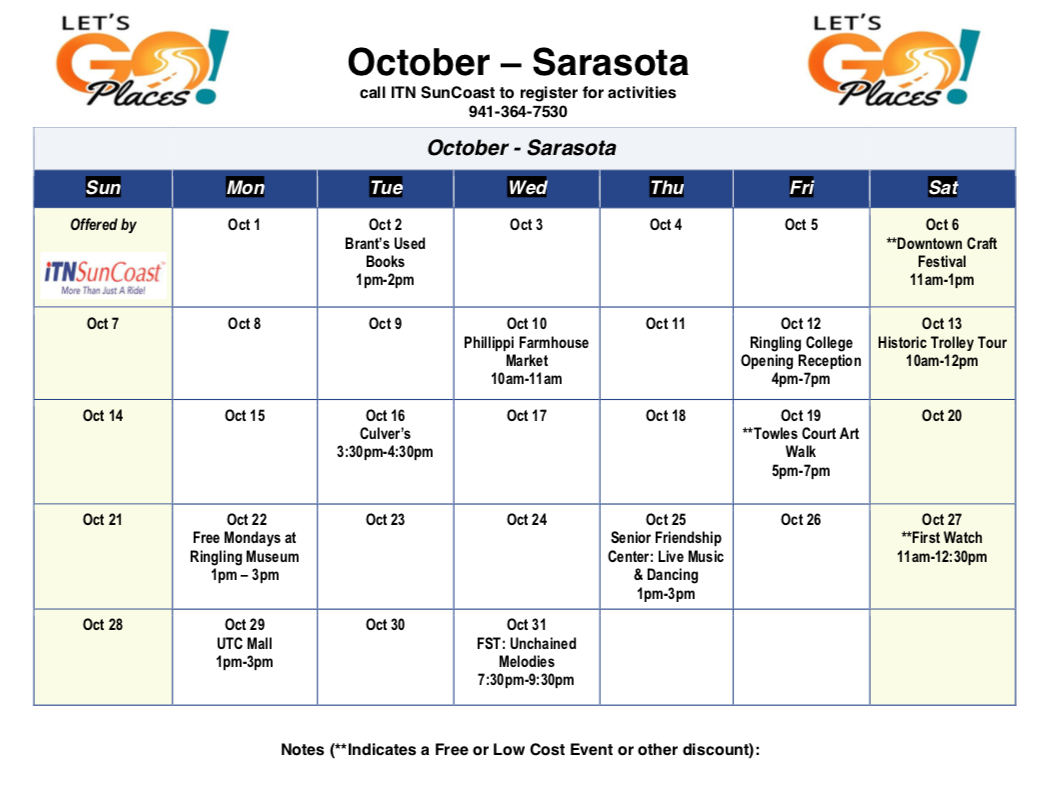 LET'S
GO!
Places
October – Sarasota
call ITN SunCoast to register for activities
941-364-7530
LET'S
GO!
Places
October - Sarasota
Sun
Mon
Tue
Wed
Thu
Fri
Sat
Offered by
iTNSunCoast™
More Than Just A Ride!
Oct 1
Oct 2
Brant's Used
Books
1pm-2pm
Oct 3
Oct 4
Oct 5
Oct 6
**Downtown Craft
Festival
11am-1pm
Oct 7
Oct 8
Oct 9
Oct 10
Phillippi Farmhouse
Market
10am-11am
Oct 11
Oct 12
Ringling College
Opening Reception
4pm-7pm
Oct 13
Historic Trolley Tour
10am-12pm
Oct 14
Oct 15
Oct 16
Culver's
3:30pm-4:30pm
Oct 17
Oct 18
Oct 19
**Towles Court Art
Walk
5pm-7pm
Oct 20
Oct 21
Oct 22
Free Mondays at
Ringling Museum
1pm – 3pm
Oct 23
Oct 24
Oct 25
Senior Friendship
Center: Live Music
& Dancing
1pm-3pm
Oct 26
Oct 27
**First Watch
11am-12:30pm
Oct 28
Oct 29
UTC Mall
1pm-3pm
Oct 30
Oct 31
FST: Unchained
Melodies
7:30pm-9:30pm
Notes (**Indicates a Free or Low Cost Event or other discount):